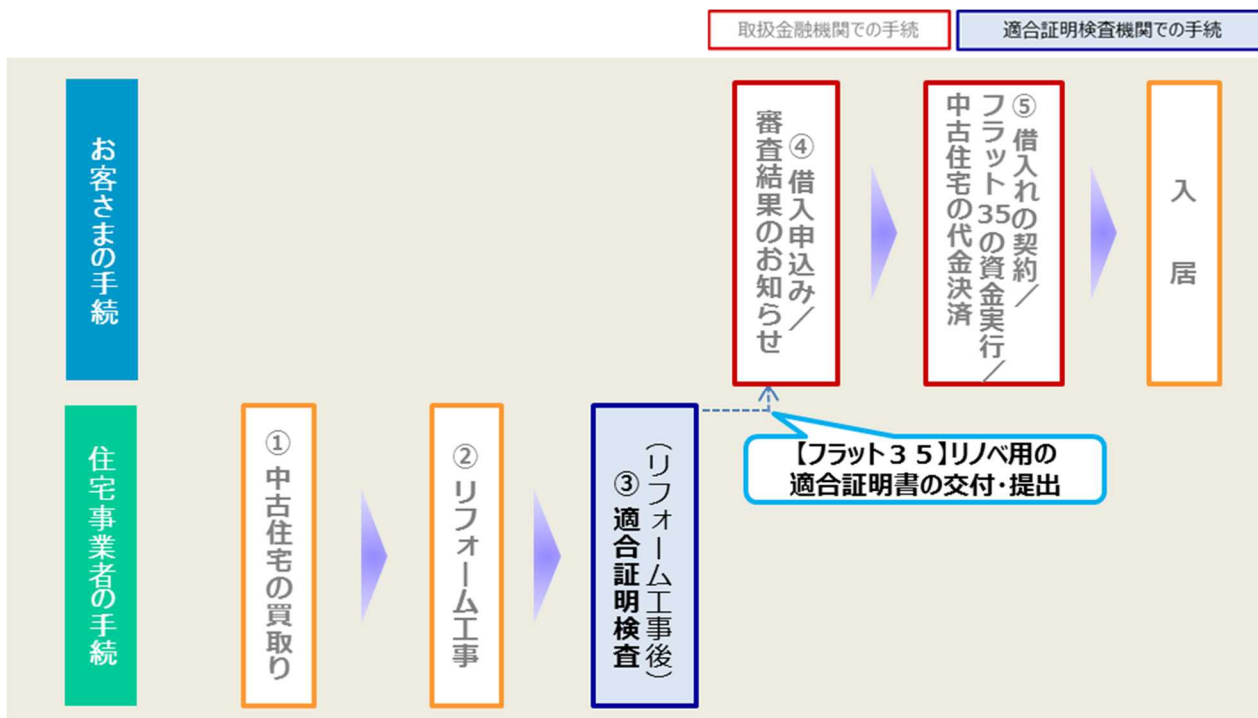 取扱金融機関での手続
適合証明検査機関での手続
お客さまの手続
④ 借入申込み／
審査結果のお知らせ
⑤ 借入れの契約／
フラット35の資金実行／
中古住宅の代金決済
入居
住宅事業者の手続
① 中古住宅の買取り
② リフォーム工事
（リフォーム工事後）
③ 適合証明検査
【フラット３５】リノベ用の
適合証明書の交付・提出